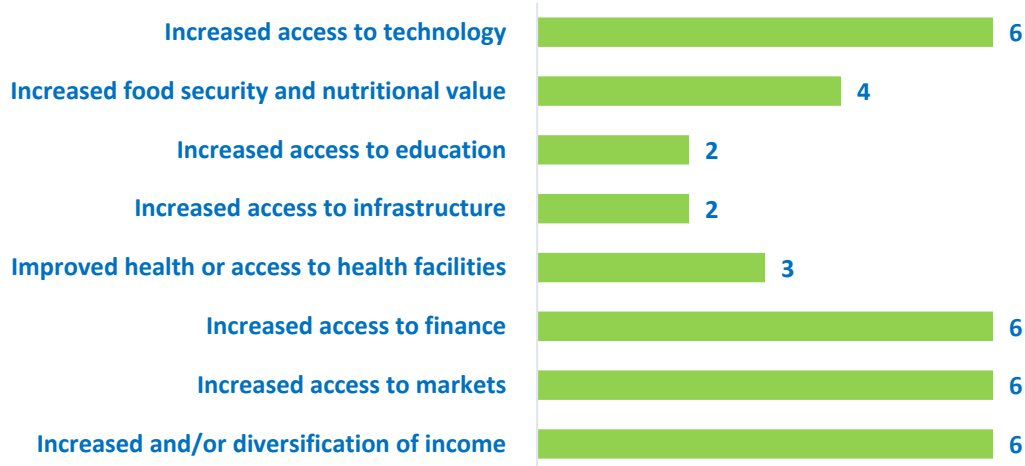 Increased access to technology 6
Increased food security and nutritional value 4
Increased access to education 2
Increased access to infrastructure 2
Improved health or access to health facilities 3
Increased access to finance 6
Increased access to markets 6
Increased and/or diversification of income 6